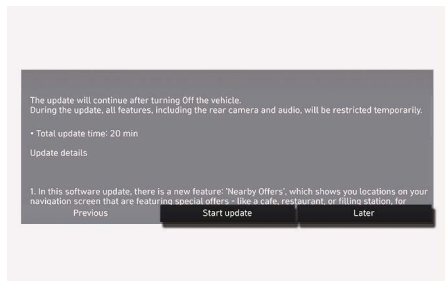 The update will continue after turning Off the vehicle.
During the update, all features, including the rear camera and audio, will be restricted temporarily.
• Total update time: 20 min
Update details
1. In this software update, there is a new feature: 'Nearby Offers', which shows you locations on your
navigation screen that are featuring special offers - like a cafe, restaurant, or filling station, for
Previous Start update Later